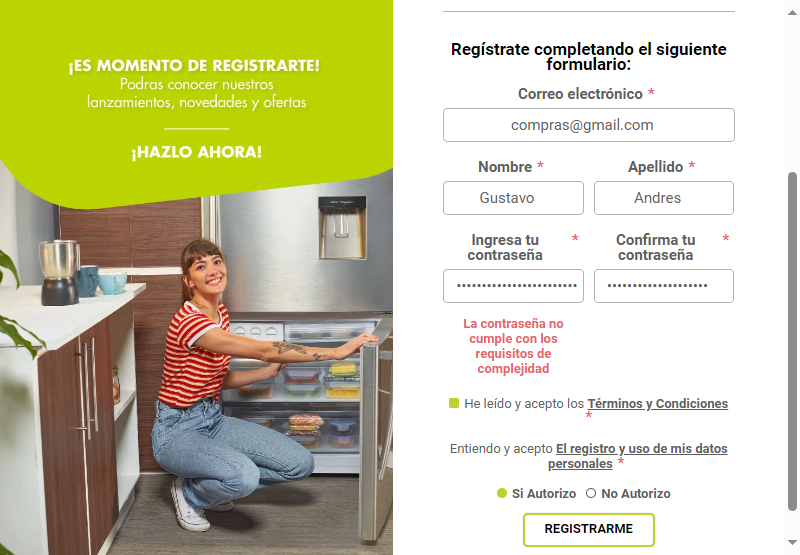 ¡ES MOMENTO DE REGISTRARTE!
Podras conocer nuestros
lanzamientos, novedades y ofertas
¡HAZLO AHORA!
Regístrate completando el siguiente
formulario:
Correo electrónico *
compras@gmail.com
Nombre *
Apellido *
Gustavo
Andres
Ingresa tu *
contraseña
Confirma tu *
contraseña
La contraseña no
cumple con los
requisitos de
complejidad
He leído y acepto los Términos y Condiciones
*
Entiendo y acepto El registro y uso de mis datos
personales *
Si Autorizo No Autorizo
REGISTRARME